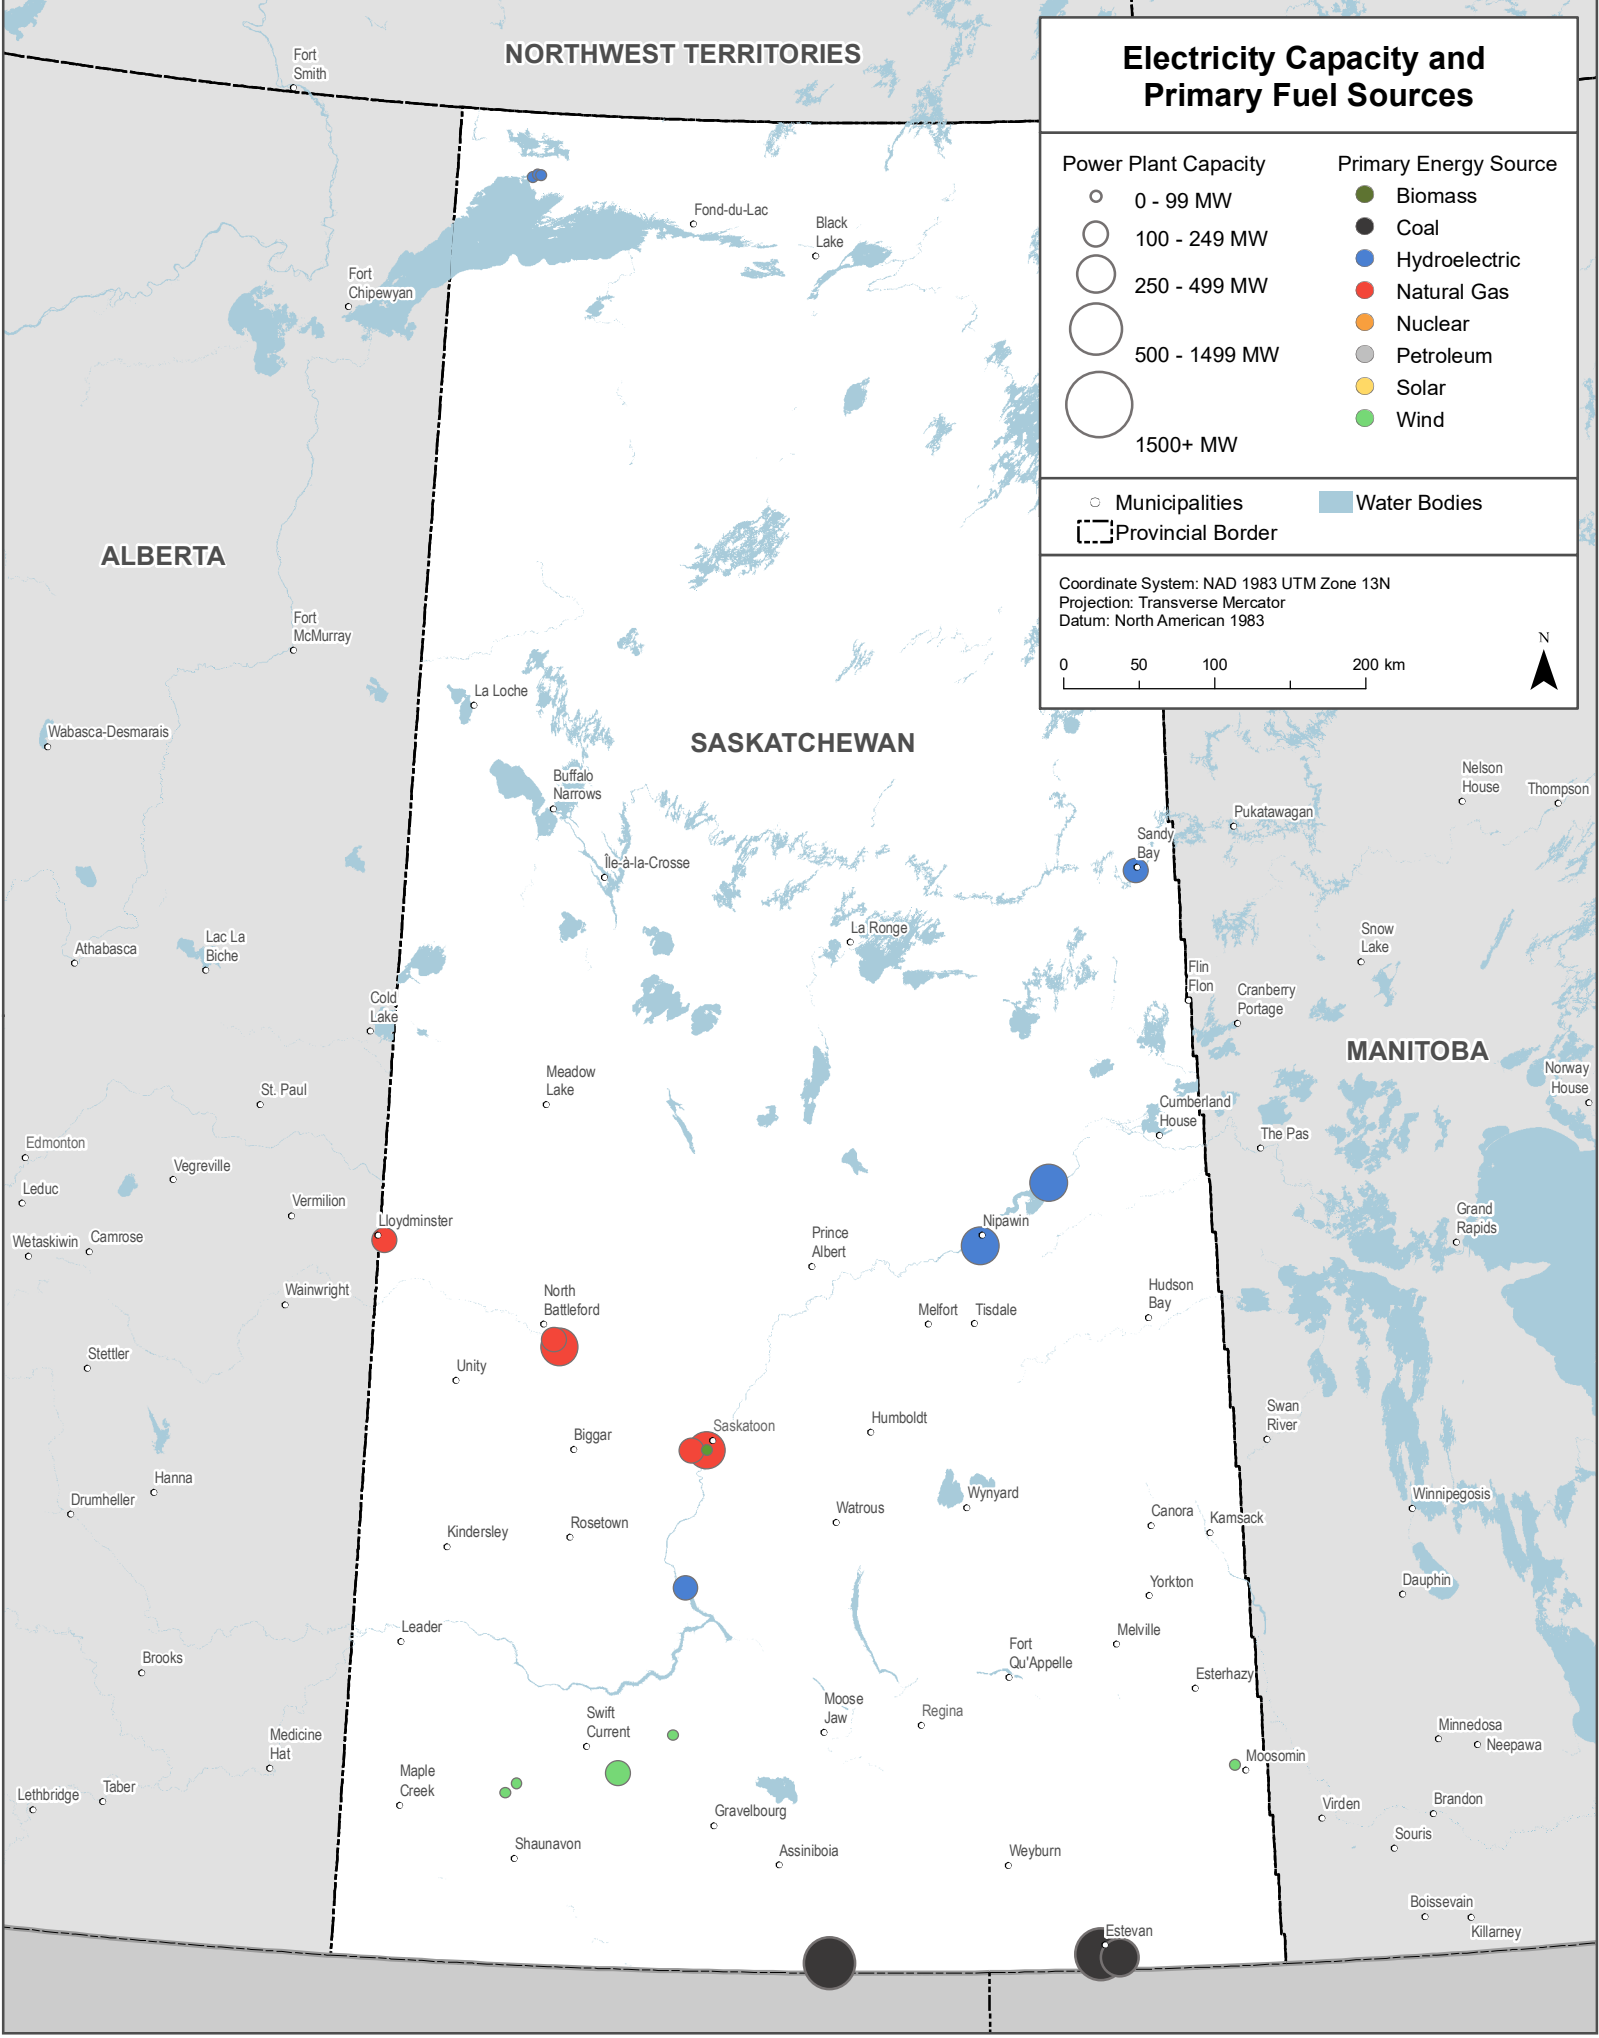 NORTHWEST TERRITORIES
Fort
Smith
Electricity Capacity and
Primary Fuel Sources
Power Plant Capacity
0 - 99 MW
100 - 249 MW
250 - 499 MW
500 - 1499 MW
1500+ MW
Primary Energy Source
Biomass
Coal
Hydroelectric
Natural Gas
Nuclear
Petroleum
Solar
Wind
Municipalities
Water Bodies
Provincial Border
Coordinate System: NAD 1983 UTM Zone 13N
Projection: Transverse Mercator
Datum: North American 1983
N
0 50 100 200 km
Fond-du-Lac
Black
Lake
Fort
Chipewyan
ALBERTA
Fort
McMurray
La Loche
Wabasca-Desmarais
SASKATCHEWAN
Buffalo
Narrows
Nelson
House
Thompson
Pukatawagan
Sandy
Bay
Île-à-la-Crosse
La Ronge
Athabasca
Lac La
Biche
Snow
Lake
Flin
Flon
Cranberry
Portage
Cold
Lake
MANITOBA
Norway
House
Meadow
Lake
St. Paul
Cumberland
House
The Pas
Edmonton
Vegreville
Leduc
Vermilion
Lloydminster
Wetaskiwin
Camrose
Nipawin
Prince
Albert
Grand
Rapids
Wainwright
North
Battleford
Melfort
Tisdale
Hudson
Bay
Stettler
Unity
Saskatoon
Humboldt
Swan
River
Biggar
Hanna
Drumheller
Wynyard
Watrous
Winnipegosis
Canora
Kamsack
Kindersley
Rosetown
Yorkton
Dauphin
Leader
Melville
Fort
Qu'Appelle
Brooks
Esterhazy
Moose
Jaw
Regina
Swift
Current
Medicine
Hat
Minnedosa
Neepawa
Moosomin
Maple
Creek
Lethbridge
Taber
Gravelbourg
Virden
Brandon
Souris
Shaunavon
Assiniboia
Weyburn
Boissevain
Killarney
Estevan